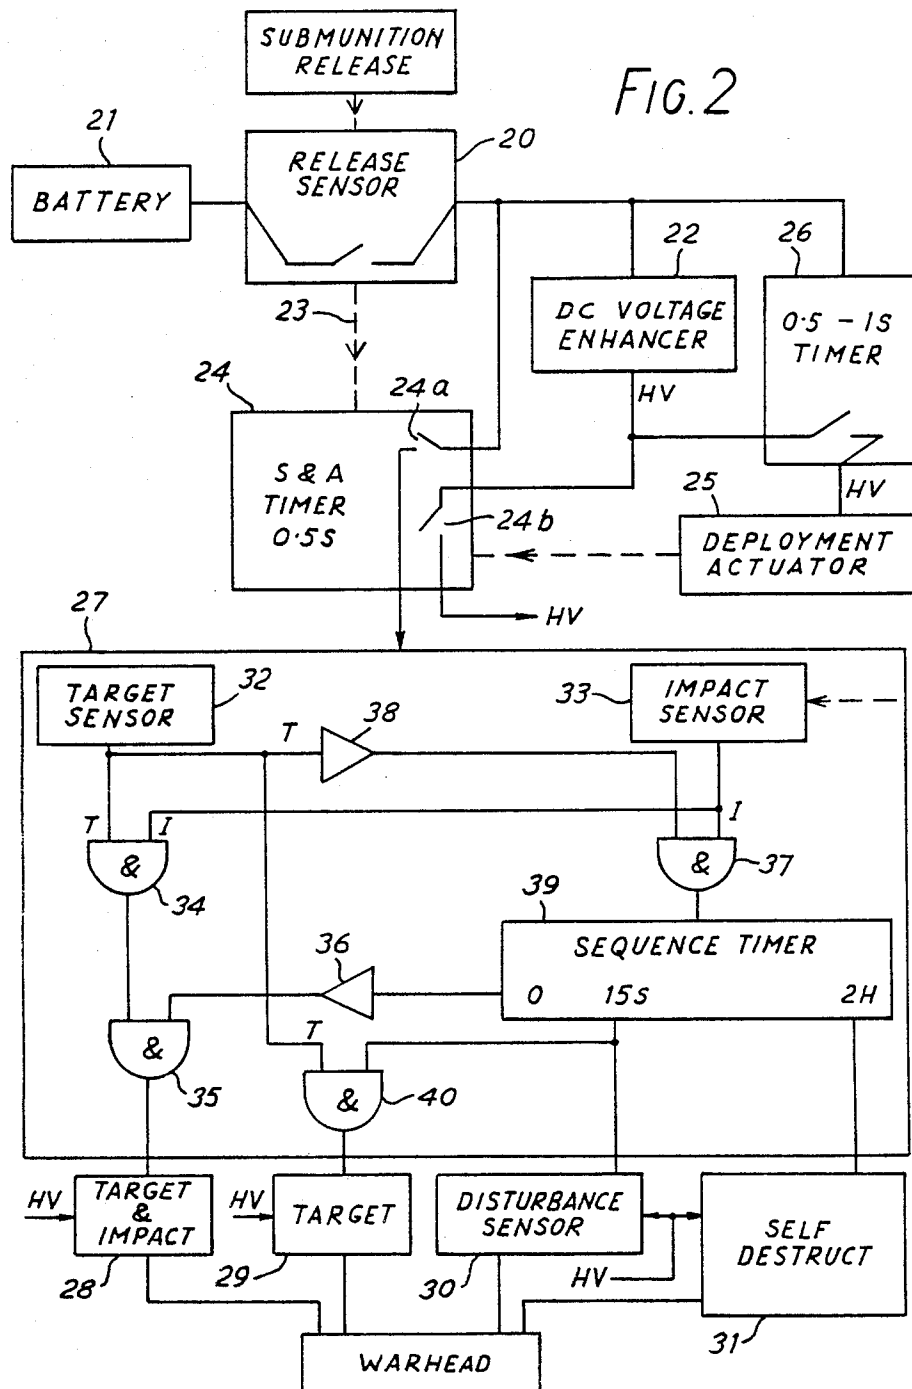 SUBMUNITION
RELEASE
FIG. 2
21
20
BATTERY
RELEASE
SENSOR
22
26
DC VOLTAGE
ENHANCER
0.5 - 1S
TIMER
23
24
24a
HV
S & A
TIMER
0.5S
24b
25
HV
DEPLOYMENT
ACTUATOR
HV
27
TARGET
SENSOR
32
33
IMPACT
SENSOR
T
38
T
I
I
&
34
&
37
39
SEQUENCE TIMER
36
0
15S
2H
T
&
35
&
40
HV
TARGET
&
IMPACT
28
HV
TARGET
29
DISTURBANCE
SENSOR
30
HV
SELF
DESTRUCT
31
WARHEAD